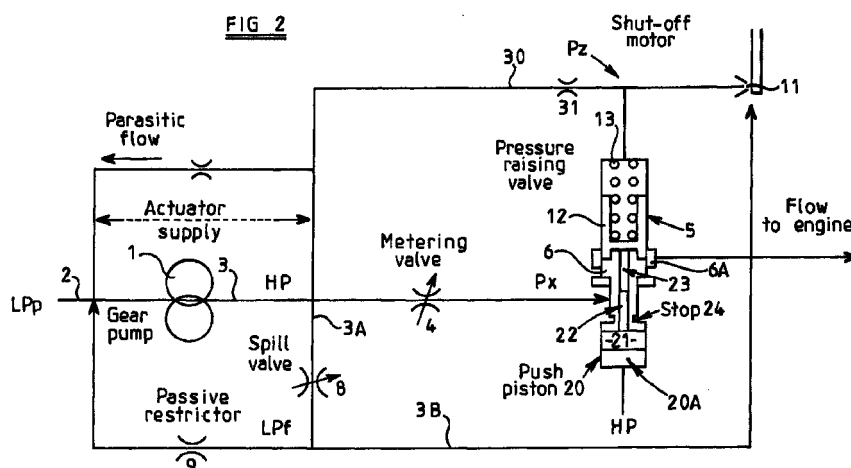 FIG 2
Shut-off
motor
Pz
30
31
11
13
Parasitic
flow
Pressure
raising
valve
12
5
Flow
to engine
Actuator
supply
Metering
valve
6
6A
1
2
3
HP
Px
23
LPp
Gear
pump
4
3A
22
Stop 24
-21-
Spill
valve
8
Push
piston 20
20A
Passive
restrictor
LPf
3B
HP
9